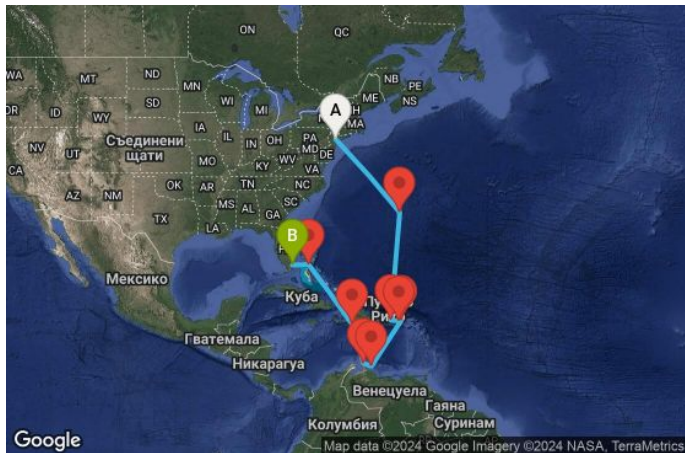 ON
QC
WA
MT
ND
NB
PE
MN
ME
NS
OR
SD
WI
A
H
ID
WY
MI
MA
IA
PA
NV
IL
IN
OH
MD
DE
UT
Съединени
щати
MO
WV
VA
CA
KY
OK
TN
NC
AZ
NM
AR
MS
AL
SC
TX
GA
LA
B
Мексико
Куба
Гватемала
Никарагуа
Венецуела
Гаяна
Колумбия
Суринам
Google
Map data ©2024 Google Imagery ©2024 NASA, TerraMetrics